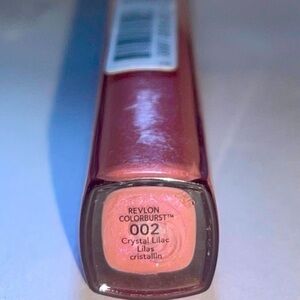 REVLON
COLORBURST™
002
Crystal Lilac
Lilas
cristallin